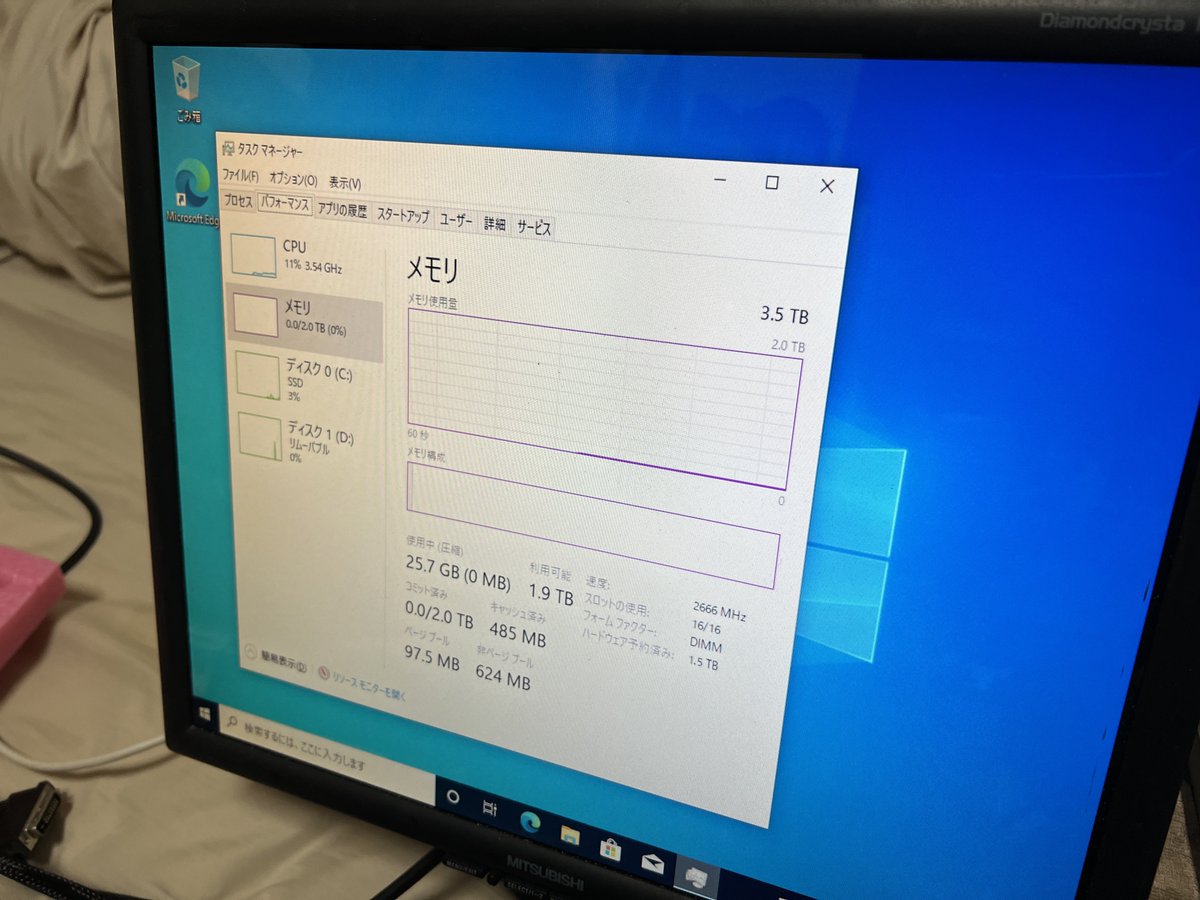 Diamondcrysta
ごみ箱
Microsoft Edg
タスク マネージャー
ファイル(F) オプション(O) 表示(V)
プロセス パフォーマンス アプリの履歴 スタートアップ ユーザー 詳細 サービス
CPU
11% 3.54 GHz
メモリ
0.0/2.0 TB (0%)
ディスク 0 (C:)
SSD
3%
ディスク 1 (D:)
リムーバブル
0%
メモリ
3.5 TB
メモリ使用量
2.0 TB
60 秒
0
メモリ構成
使用中 (圧縮)
25.7 GB (0 MB)
利用可能
1.9 TB
コミット済み
0.0/2.0 TB
キャッシュ済み
485 MB
ページ プール
97.5 MB
非ページ プール
624 MB
速度: 2666 MHz
スロットの使用: 16/16
フォーム ファクター: DIMM
ハードウェア予約済み: 1.5 TB
簡易表示(D)
リソース モニターを開く
検索するには、ここに入力します
MITSUBISHI